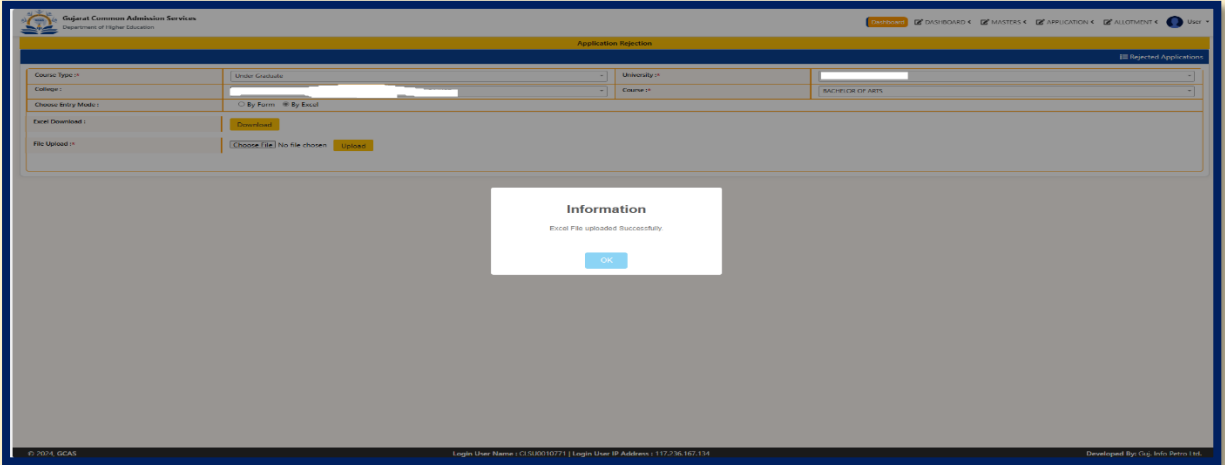 Gujarat Common Admission Services
Department of Higher Education
Dashboard DASHBOARD MASTERS APPLICATION ALLOTMENT User
Application Rejection
Rejected Applications
Course Type :* Under Graduate University :*
College : Course :* BACHELOR OF ARTS
Choose Entry Mode : By Form By Excel
Excel Download : Download
File Upload :* Choose File No file chosen Upload
Information
Excel File uploaded Successfully
OK
© 2024, GCAS Login User Name : CLSU0010771 | Login User IP Address : 117.236.167.134 Developed By: Guj. Info Petro Ltd.